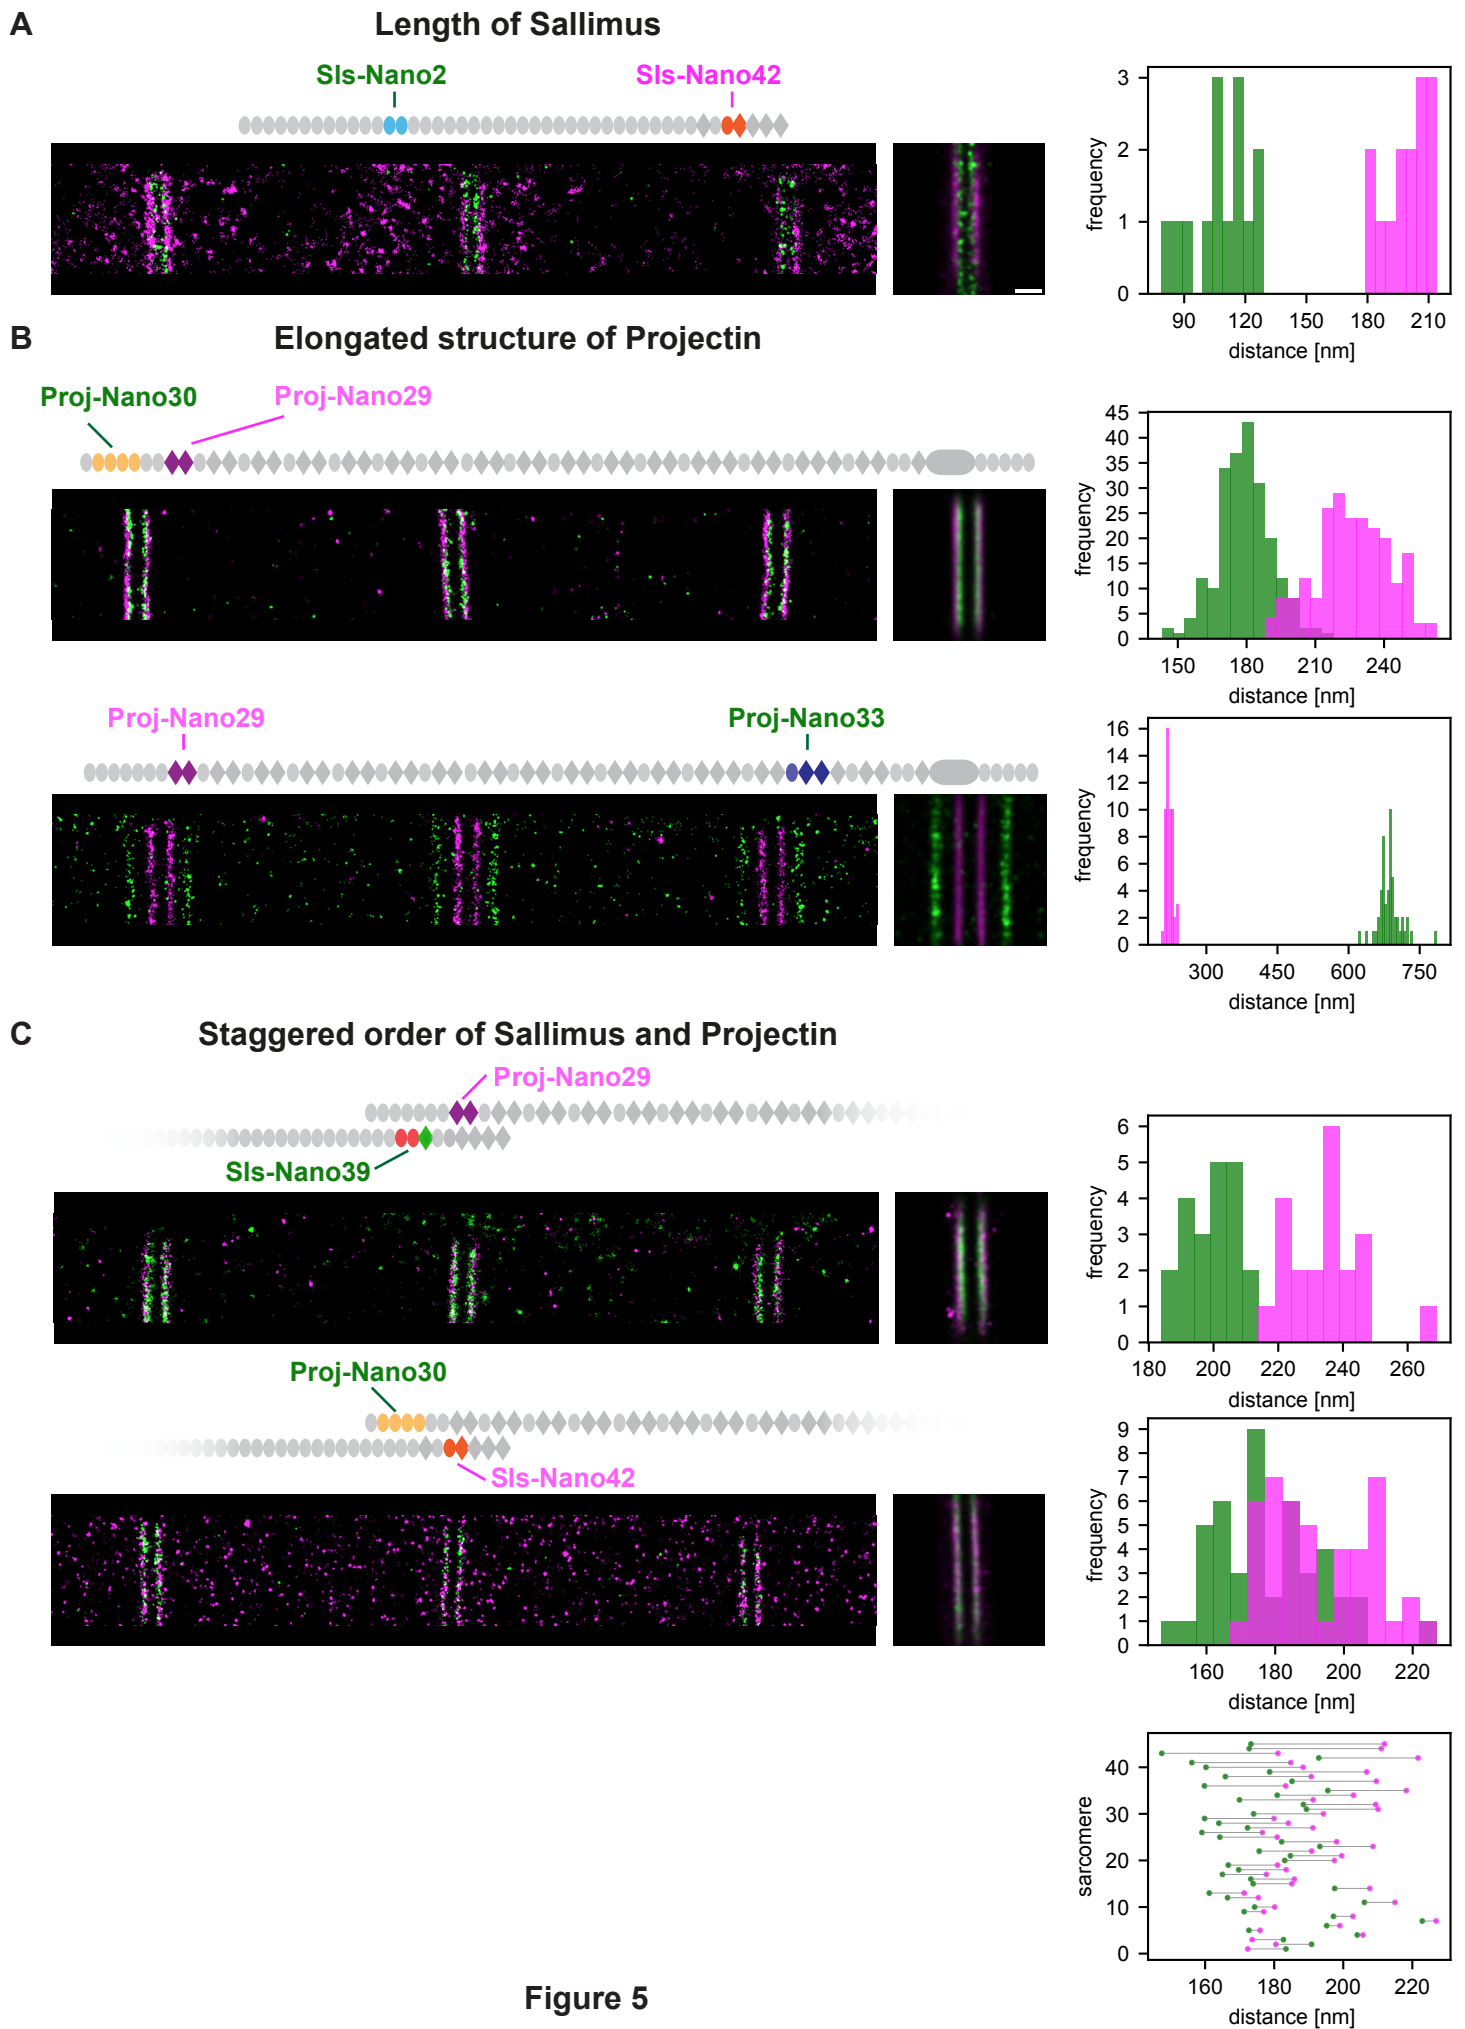 A
Length of Sallimus
Sls-Nano2
Sls-Nano42
3
2
1
0
frequency
90 120 150 180 210
distance [nm]
B
Elongated structure of Projectin
Proj-Nano30
Proj-Nano29
45
40
35
30
25
20
15
10
5
0
frequency
150 180 210 240
distance [nm]
Proj-Nano29
Proj-Nano33
16
14
12
10
8
6
4
2
0
frequency
300 450 600 750
distance [nm]
C
Staggered order of Sallimus and Projectin
Proj-Nano29
Sls-Nano39
6
5
4
3
2
1
0
frequency
180 200 220 240 260
distance [nm]
Proj-Nano30
Sls-Nano42
9
8
7
6
5
4
3
2
1
0
frequency
160 180 200 220
distance [nm]
40
30
20
10
0
sarcomere
160 180 200 220
distance [nm]
Figure 5